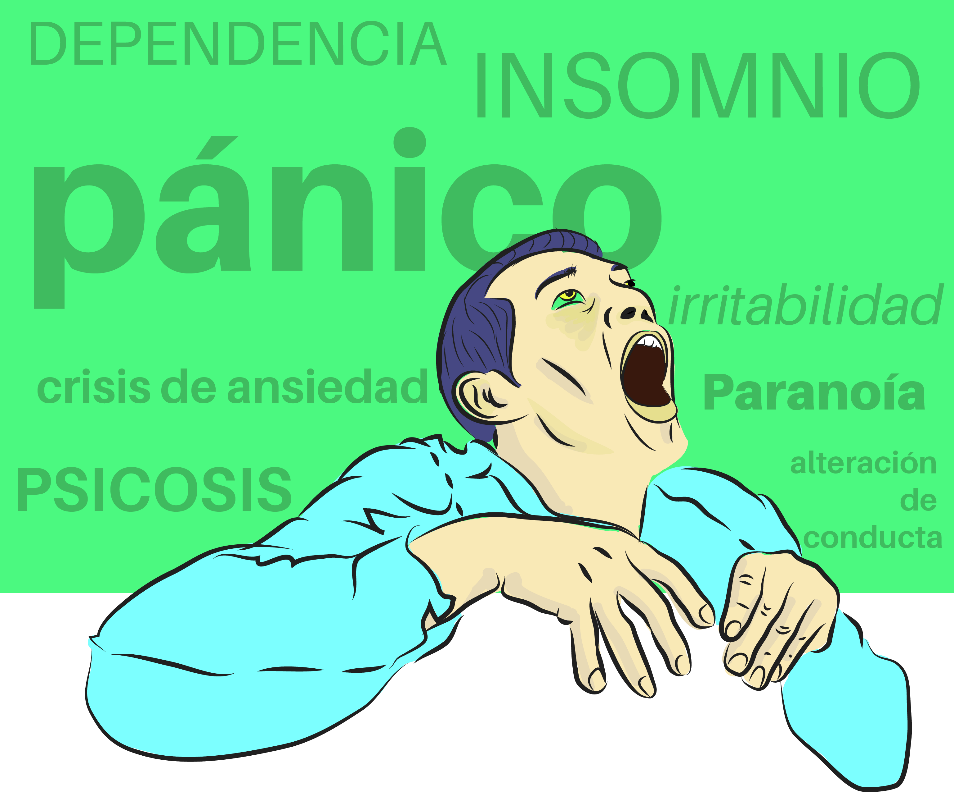 DEPENDENCIA
INSOMNIO
pánico
irritabilidad
crisis de ansiedad
Paranoía
PSICOSIS
alteración
de
conducta